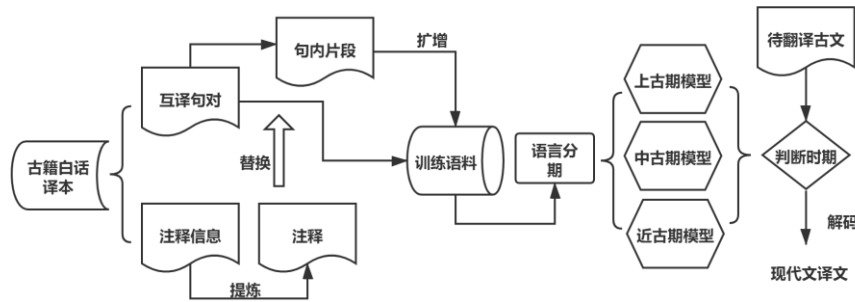 古籍白话
译本
互译句对
句内片段
扩增
替换
注释信息
注释
提炼
训练语料
语言分
期
上古期模型
中古期模型
近古期模型
待翻译古文
判断时期
解码
现代文译文